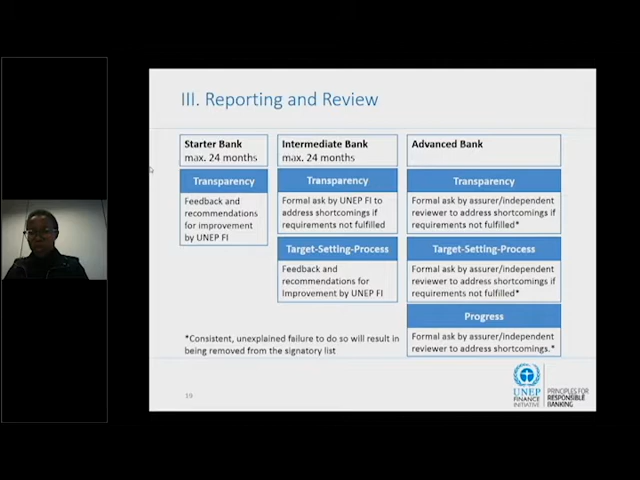 III. Reporting and Review
Starter Bank
max. 24 months
Transparency
Feedback and
recommendations
for improvement
by UNEP FI
Intermediate Bank
max. 24 months
Transparency
Formal ask by UNEP FI to
address shortcomings if
requirements not fulfilled
Target-Setting-Process
Feedback and
recommendations for
improvement by UNEP FI
Advanced Bank
Transparency
Formal ask by assurer/independent
reviewer to address shortcomings if
requirements not fulfilled*
Target-Setting-Process
Formal ask by assurer/independent
reviewer to address shortcomings if
requirements not fulfilled*
Progress
Formal ask by assurer/independent
reviewer to address shortcomings.*
*Consistent, unexplained failure to do so will result in
being removed from the signatory list
19
UNEP
FINANCE
INITIATIVE
PRINCIPLES FOR
RESPONSIBLE
BANKING